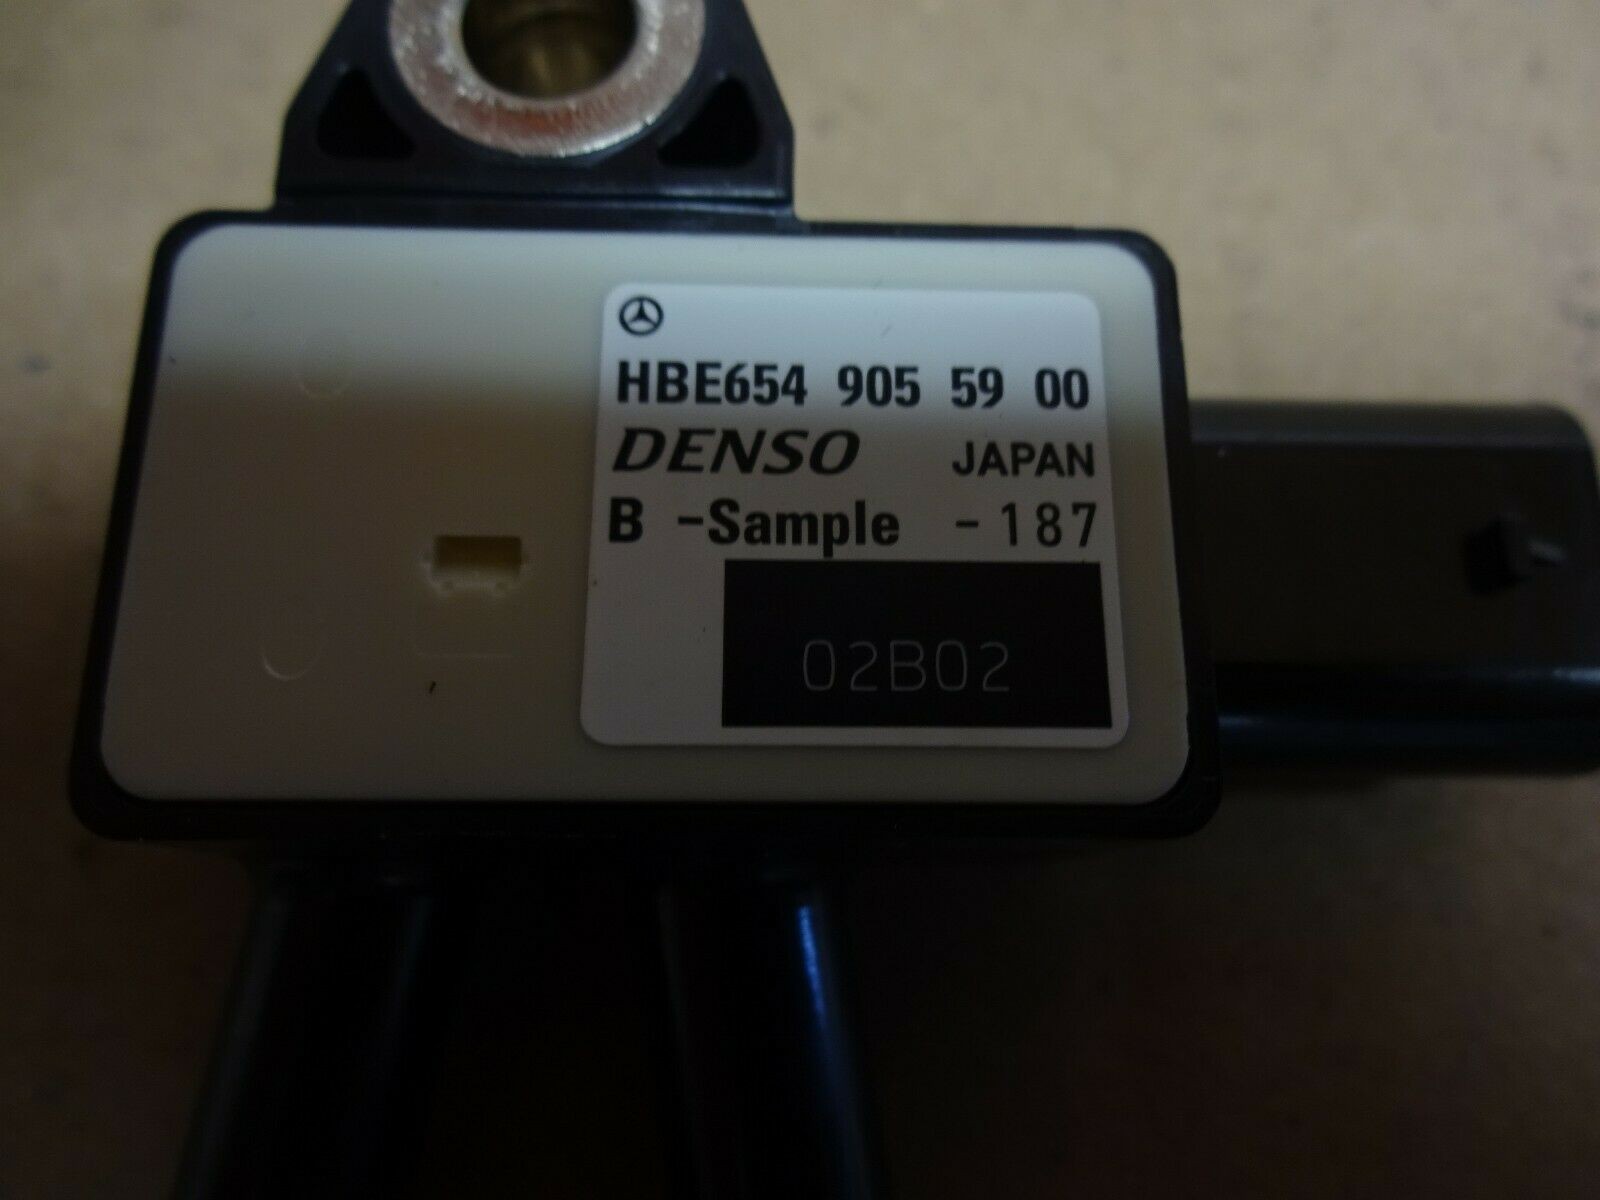 HBE654 905 59 00
DENSO JAPAN
B -Sample -187
02B02